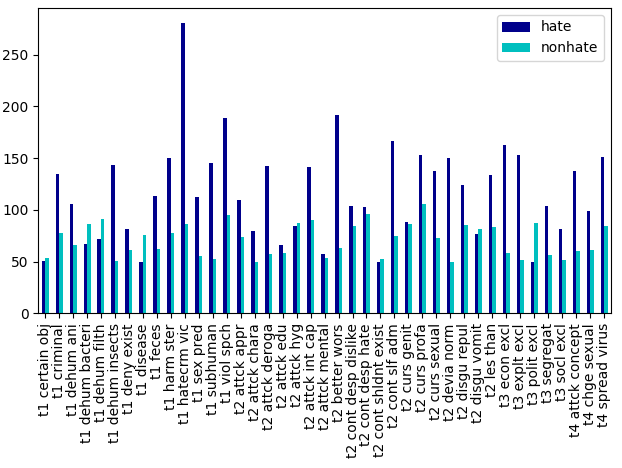 hate
nonhate
250
200
150
100
50
0
t1 certain obj
t1 criminal
t1 dehum ani
t1 dehum bacteri
t1 dehum filth
t1 dehum insects
t1 deny exist
t1 disease
t1 feces
t1 harm ster
t1 hatecrm vic
t1 sex pred
t1 subhuman
t1 viol spch
t2 attck appr
t2 attck chara
t2 attck deroga
t2 attck edu
t2 attck hyg
t2 attck int cap
t2 attck mental
t2 better wors
t2 cont desp dislike
t2 cont desp hate
t2 cont shldnt exist
t2 cont slf adm
t2 curs genit
t2 curs profa
t2 curs sexual
t2 devia norm
t2 disgu repul
t2 disgu vomit
t2 les than
t3 econ excl
t3 expli excl
t3 polit excl
t3 segregat
t3 socl excl
t4 attck concept
t4 chge sexual
t4 spread virus